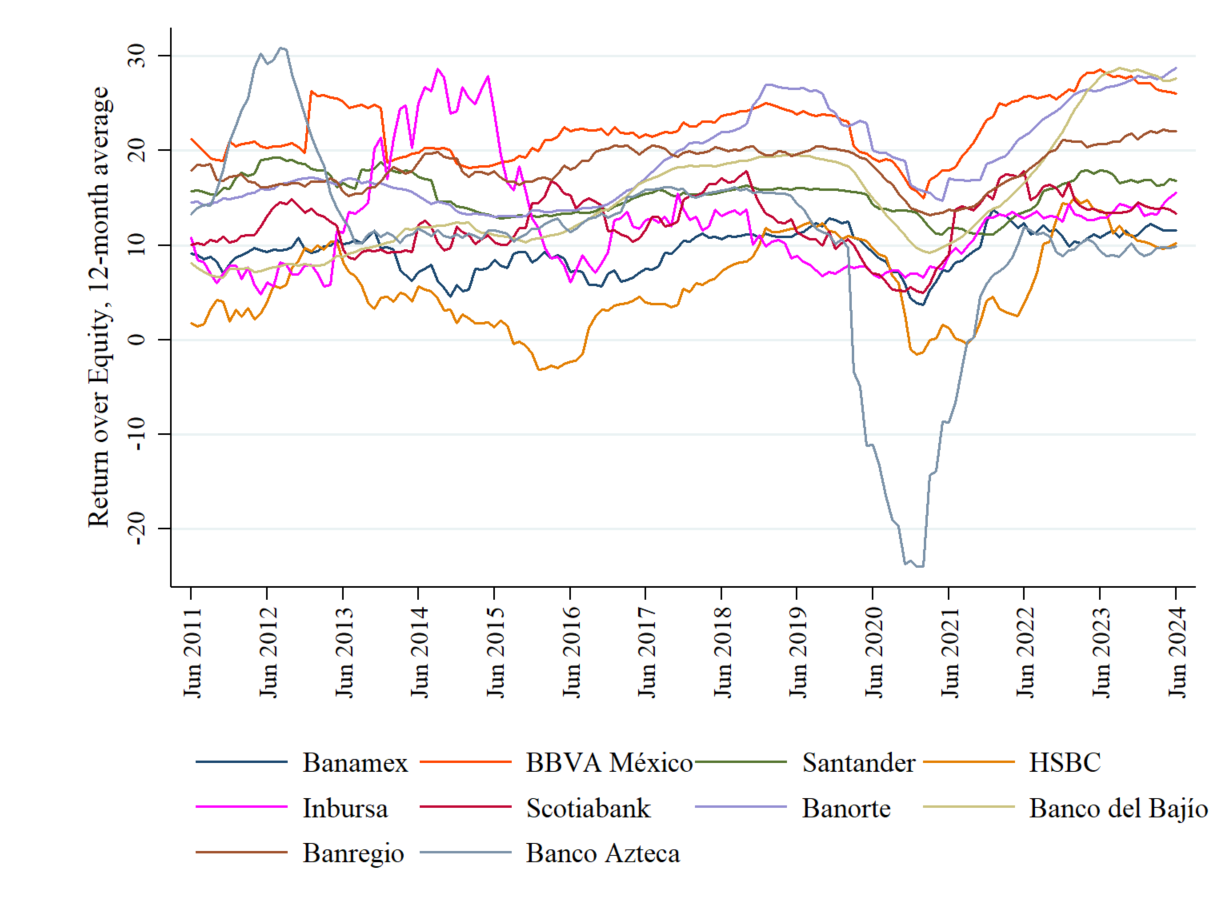 Return over Equity, 12-month average
30
20
10
0
-10
-20
Jun 2011
Jun 2012
Jun 2013
Jun 2014
Jun 2015
Jun 2016
Jun 2017
Jun 2018
Jun 2019
Jun 2020
Jun 2021
Jun 2022
Jun 2023
Jun 2024
Banamex BBVA México Santander HSBC
Inbursa Scotiabank Banorte Banco del Bajío
Banregio Banco Azteca